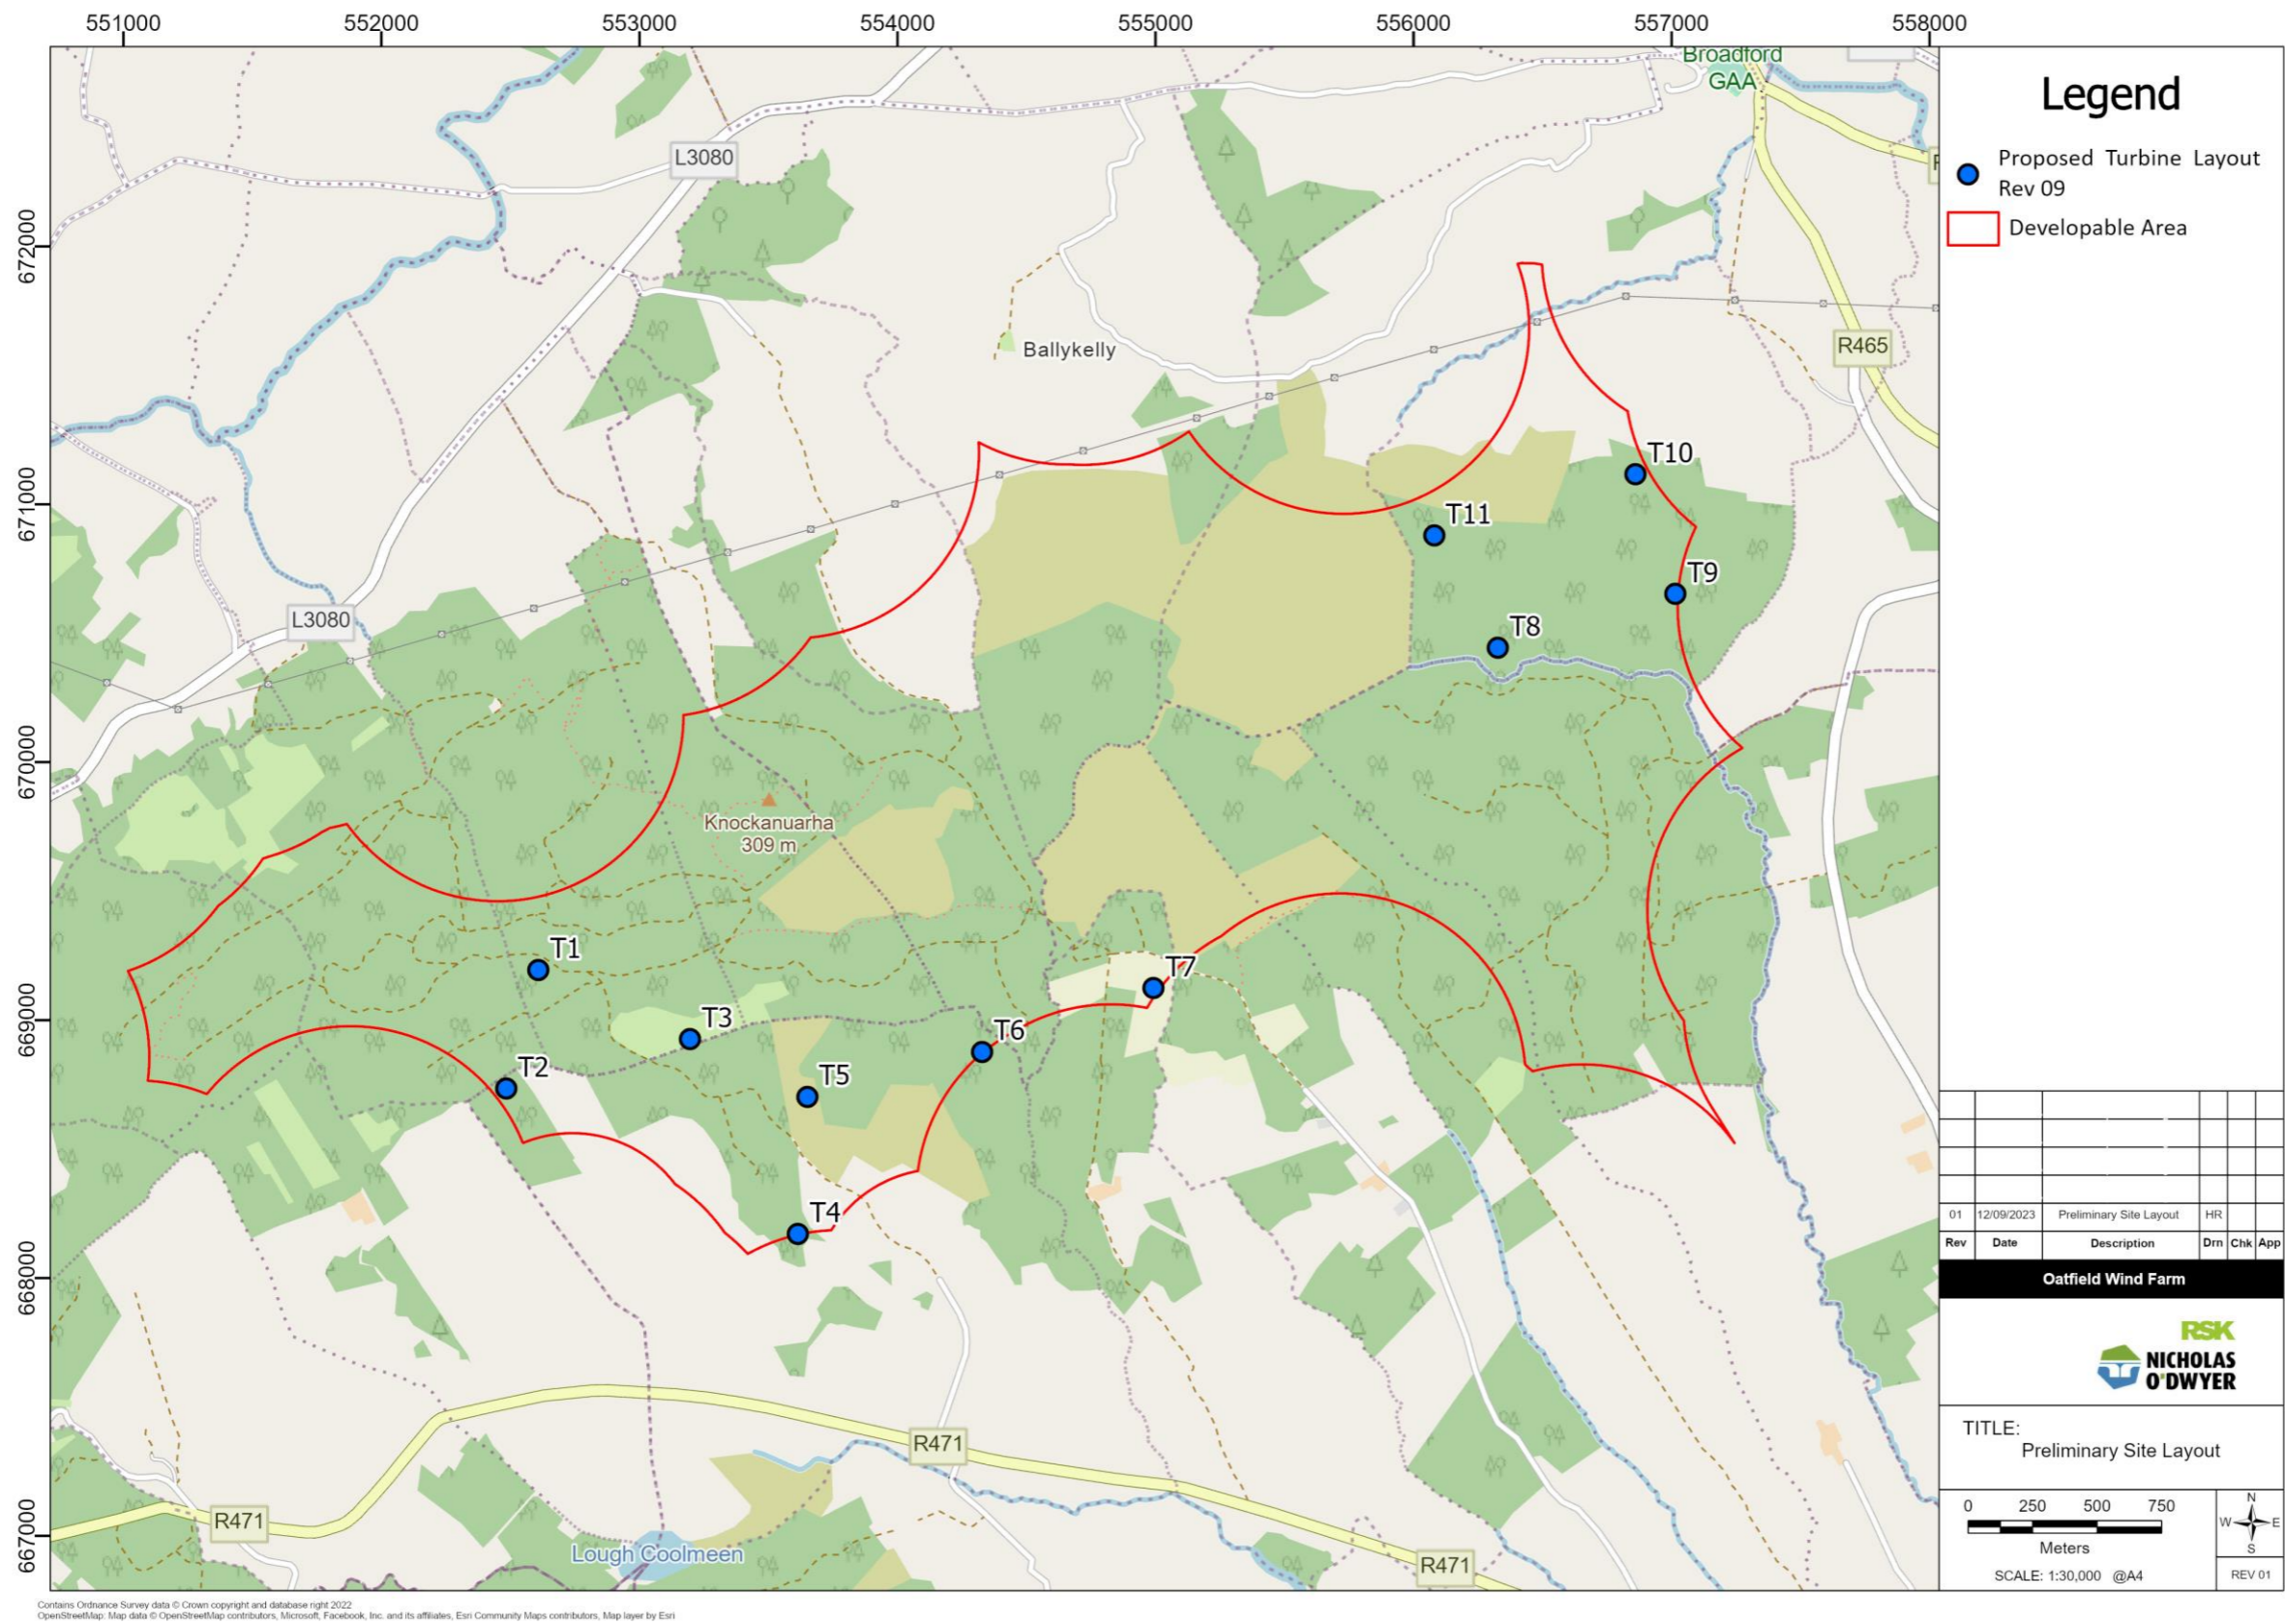 551000 552000 553000 554000 555000 556000 557000 558000
672000
671000
670000
669000
668000
667000
Broadford
GAA
L3080
Ballykelly
R465
T10
T11
T9
L3080
T8
Knockanuarha
309 m
T1
T7
T3
T6
T2
T5
T4
R471
R471
Lough Coolmeen
R471
Legend
Proposed Turbine Layout
Rev 09
Developable Area
01 12/09/2023 Preliminary Site Layout HR
Rev Date Description Drn Chk App
Oatfield Wind Farm
RSK
NICHOLAS
O'DWYER
TITLE:
Preliminary Site Layout
0 250 500 750
Meters
SCALE: 1:30,000 @A4
N
W E
S
REV 01
Contains Ordnance Survey data © Crown copyright and database right 2022
OpenStreetMap: Map data © OpenStreetMap contributors, Microsoft, Facebook, Inc. and its affiliates, Esri Community Maps contributors, Map layer by Esri